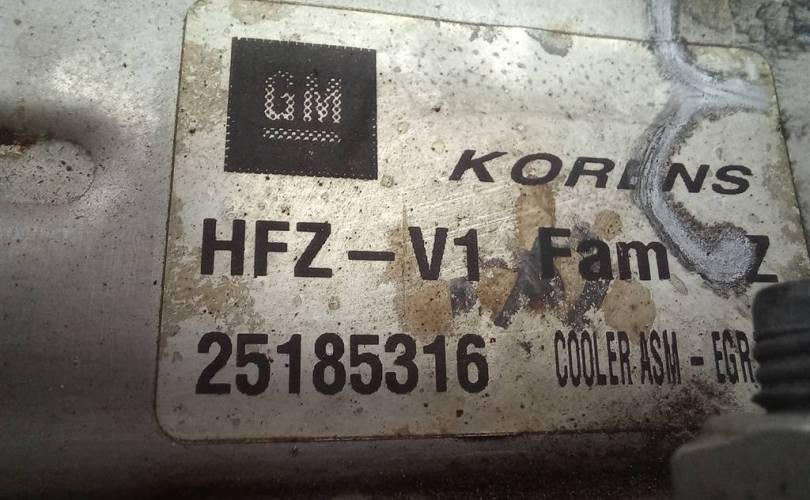 GM
KORENS
HFZ-V1 Fam Z
25185316 COOLER ASM - EGR